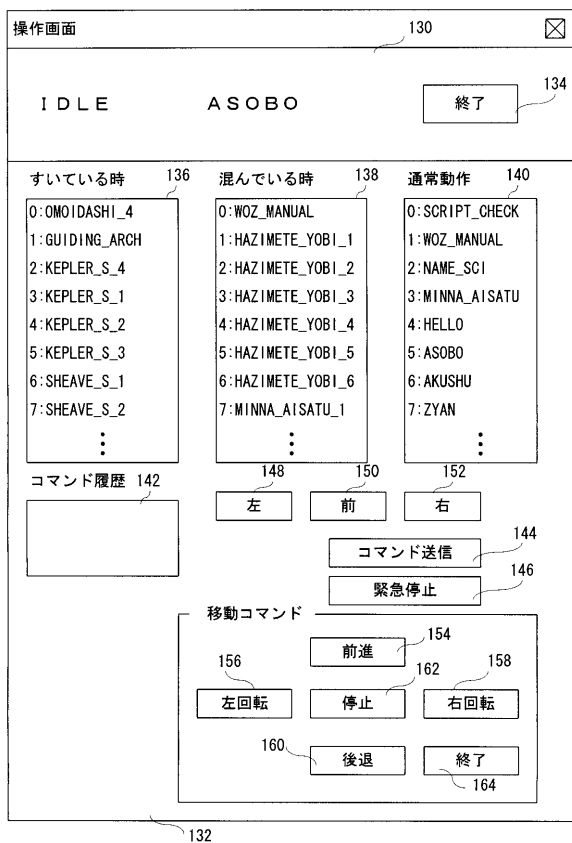 操作画面
130
IDLE ASOBO 終了
134
すいている時 136 混んでいる時 138 通常動作 140
0:OMOIDASHI_4
1:GUIDING_ARCH
2:KEPLER_S_4
3:KEPLER_S_1
4:KEPLER_S_2
5:KEPLER_S_3
6:SHEAVE_S_1
7:SHEAVE_S_2
0:WOZ_MANUAL
1:HAZIMETE_YOBI_1
2:HAZIMETE_YOBI_2
3:HAZIMETE_YOBI_3
4:HAZIMETE_YOBI_4
5:HAZIMETE_YOBI_5
6:HAZIMETE_YOBI_6
7:MINNA_AISATU_1
0:SCRIPT_CHECK
1:WOZ_MANUAL
2:NAME_SCI
3:MINNA_AISATU
4:HELLO
5:ASOBO
6:AKUSHU
7:ZYAN
コマンド履歴 142
148 150 152
左 前 右
コマンド送信 144
緊急停止 146
移動コマンド
前進 154
156 162 158
左回転 停止 右回転
160 後退 終了
164
132